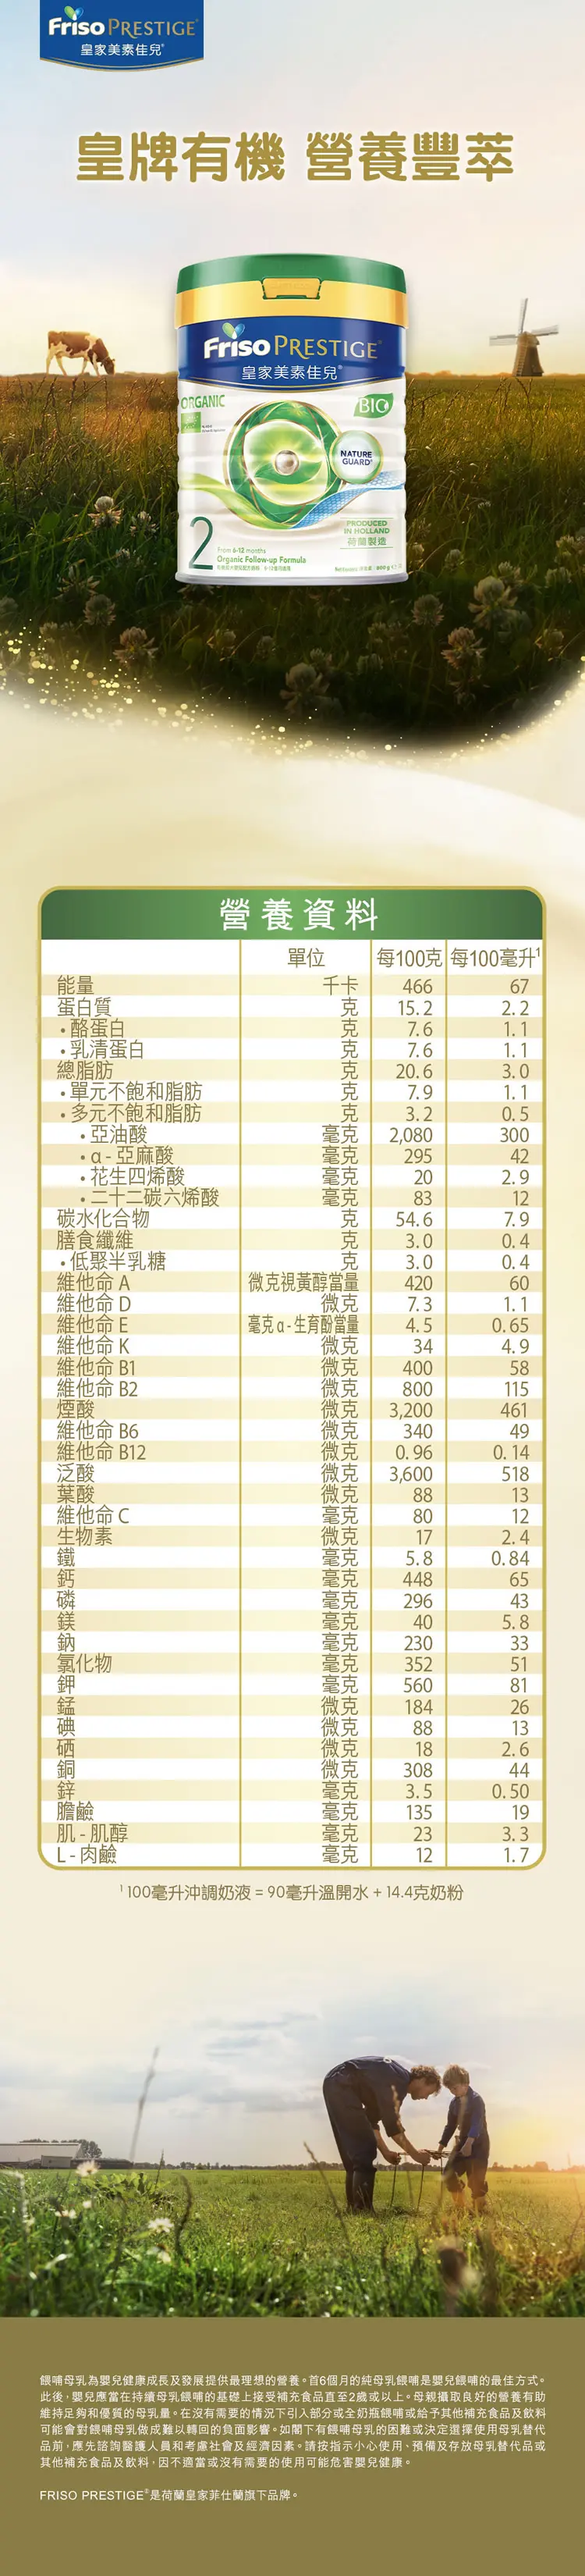 Friso PRESTIGE®
皇家美素佳兒®
皇牌有機 營養豐萃
Friso PRESTIGE®
皇家美素佳兒®
ORGANIC
BIO
NATURE
GUARD®
PRODUCED
IN HOLLAND
荷蘭製造
2
From 6-12 months
Organic Follow-up Formula
營養資料
單位 每100克 每100毫升¹
能量 千卡 466 67
蛋白質 克 15.2 2.2
• 酪蛋白 克 7.6 1.1
• 乳清蛋白 克 7.6 1.1
總脂肪 克 20.6 3.0
• 單元不飽和脂肪 克 7.9 1.1
• 多元不飽和脂肪 克 3.2 0.5
• 亞油酸 毫克 2,080 300
• α - 亞麻酸 毫克 295 42
• 花生四烯酸 毫克 20 2.9
• 二十二碳六烯酸 毫克 83 12
碳水化合物 克 54.6 7.9
膳食纖維 克 3.0 0.4
• 低聚半乳糖 克 3.0 0.4
維他命 A 微克視黃醇當量 420 60
維他命 D 微克 7.3 1.1
維他命 E 毫克 α - 生育酚當量 4.5 0.65
維他命 K 微克 34 4.9
維他命 B1 微克 400 58
維他命 B2 微克 800 115
煙酸 微克 3,200 461
維他命 B6 微克 340 49
維他命 B12 微克 0.96 0.14
泛酸 微克 3,600 518
葉酸 微克 88 13
維他命 C 毫克 80 12
生物素 微克 17 2.4
鐵 毫克 5.8 0.84
鈣 毫克 448 65
磷 毫克 296 43
鎂 毫克 40 5.8
鈉 毫克 230 33
氯化物 毫克 352 51
鉀 毫克 560 81
錳 微克 184 26
碘 微克 88 13
硒 微克 18 2.6
銅 微克 308 44
鋅 毫克 3.5 0.50
膽鹼 毫克 135 19
肌 - 肌醇 毫克 23 3.3
L - 肉鹼 毫克 12 1.7
¹ 100毫升沖調奶液 = 90毫升溫開水 + 14.4克奶粉
餵哺母乳為嬰兒健康成長及發展提供最理想的營養。首6個月的純母乳餵哺是嬰兒餵哺的最佳方式。
此後，嬰兒應當在持續母乳餵哺的基礎上接受補充食品直至2歲或以上。母親攝取良好的營養有助
維持足夠和優質的母乳量。在沒有需要的情況下引入部分或全奶瓶餵哺或給予其他補充食品及飲料
可能會對餵哺母乳做成難以轉回的負面影響。如閣下有餵哺母乳的困難或決定選擇使用母乳替代
品前，應先諮詢醫護人員和考慮社會及經濟因素。請按指示小心使用、預備及存放母乳替代品或
其他補充食品及飲料，因不適當或沒有需要的使用可能危害嬰兒健康。
FRISO PRESTIGE®是荷蘭皇家菲仕蘭旗下品牌。